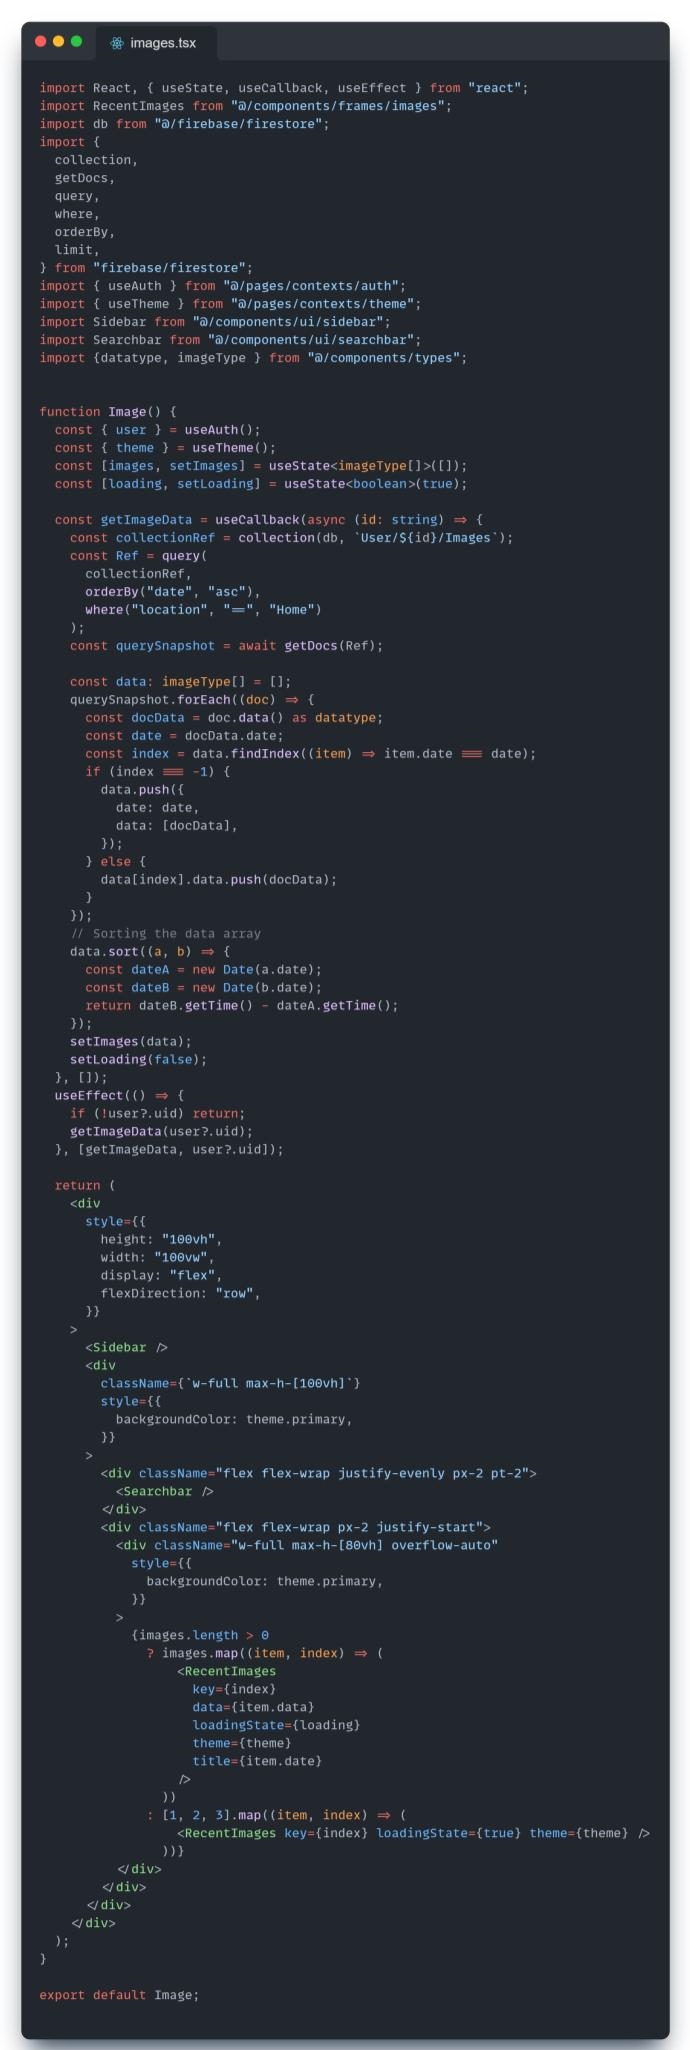 images.tsx
import React, { useState, useCallback, useEffect } from "react";
import RecentImages from "@/components/frames/images";
import db from "@/firebase/firestore";
import {
  collection,
  getDocs,
  query,
  where,
  orderBy,
  limit,
} from "firebase/firestore";
import { useAuth } from "@/pages/contexts/auth";
import { useTheme } from "@/pages/contexts/theme";
import Sidebar from "@/components/ui/sidebar";
import Searchbar from "@/components/ui/searchbar";
import {datatype, imageType } from "@/components/types";
function Image() {
  const { user } = useAuth();
  const { theme } = useTheme();
  const [images, setImages] = useState<imageType[]>([]);
  const [loading, setLoading] = useState<boolean>(true);
  const getImageData = useCallback(async (id: string) => {
    const collectionRef = collection(db, `User/${id}/Images`);
    const Ref = query(
      collectionRef,
      orderBy("date", "asc"),
      where("location", "==", "Home")
    );
    const querySnapshot = await getDocs(Ref);
    const data: imageType[] = [];
    querySnapshot.forEach((doc) => {
      const docData = doc.data() as datatype;
      const date = docData.date;
      const index = data.findIndex((item) => item.date === date);
      if (index === -1) {
        data.push({
          date: date,
          data: [docData],
        });
      } else {
        data[index].data.push(docData);
      }
    });
    // Sorting the data array
    data.sort((a, b) => {
      const dateA = new Date(a.date);
      const dateB = new Date(b.date);
      return dateB.getTime() - dateA.getTime();
    });
    setImages(data);
    setLoading(false);
  }, []);
  useEffect(() => {
    if (!user?.uid) return;
    getImageData(user?.uid);
  }, [getImageData, user?.uid]);
  return (
    <div
      style={{
        height: "100vh",
        width: "100vw",
        display: "flex",
        flexDirection: "row",
      }}
    >
      <Sidebar />
      <div
        className={`w-full max-h-[100vh]`}
        style={{
          backgroundColor: theme.primary,
        }}
      >
        <div className="flex flex-wrap justify-evenly px-2 pt-2">
          <Searchbar />
        </div>
        <div className="flex flex-wrap px-2 justify-start">
          <div className="w-full max-h-[80vh] overflow-auto"
            style={{
              backgroundColor: theme.primary,
            }}
          >
            {images.length > 0
              ? images.map((item, index) => (
                  <RecentImages
                    key={index}
                    data={item.data}
                    loadingState={loading}
                    theme={theme}
                    title={item.date}
                  />
                ))
              : [1, 2, 3].map((item, index) => (
                  <RecentImages key={index} loadingState={true} theme={theme} />
                ))}
          </div>
        </div>
      </div>
    </div>
  );
}
export default Image;